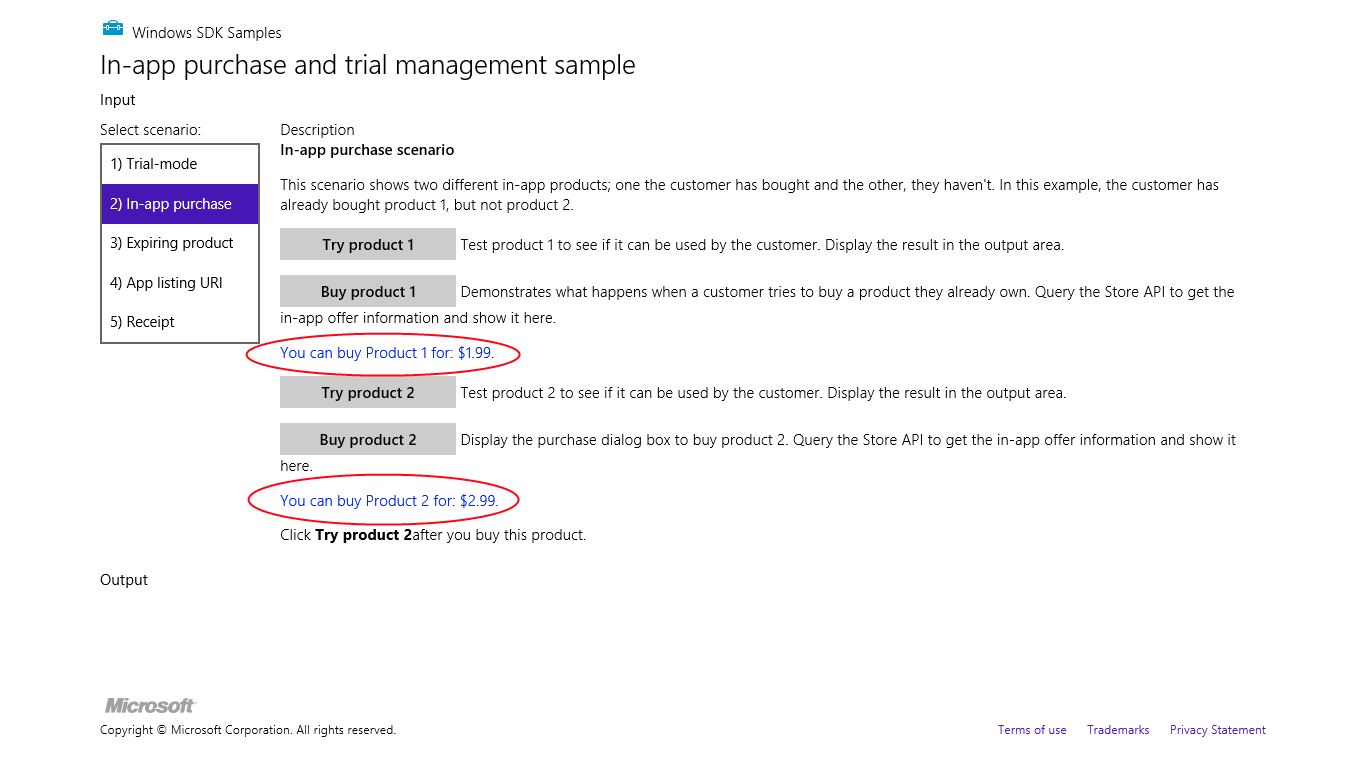 Windows SDK Samples
In-app purchase and trial management sample
Input
Select scenario:
1) Trial-mode
2) In-app purchase
3) Expiring product
4) App listing URI
5) Receipt
Description
In-app purchase scenario
This scenario shows two different in-app products; one the customer has bought and the other, they haven't. In this example, the customer has
already bought product 1, but not product 2.
Try product 1 Test product 1 to see if it can be used by the customer. Display the result in the output area.
Buy product 1 Demonstrates what happens when a customer tries to buy a product they already own. Query the Store API to get the
in-app offer information and show it here.
You can buy Product 1 for: $1.99.
Try product 2 Test product 2 to see if it can be used by the customer. Display the result in the output area.
Buy product 2 Display the purchase dialog box to buy product 2. Query the Store API to get the in-app offer information and show it
here.
You can buy Product 2 for: $2.99.
Click Try product 2after you buy this product.
Output
Microsoft
Copyright © Microsoft Corporation. All rights reserved.
Terms of use Trademarks Privacy Statement